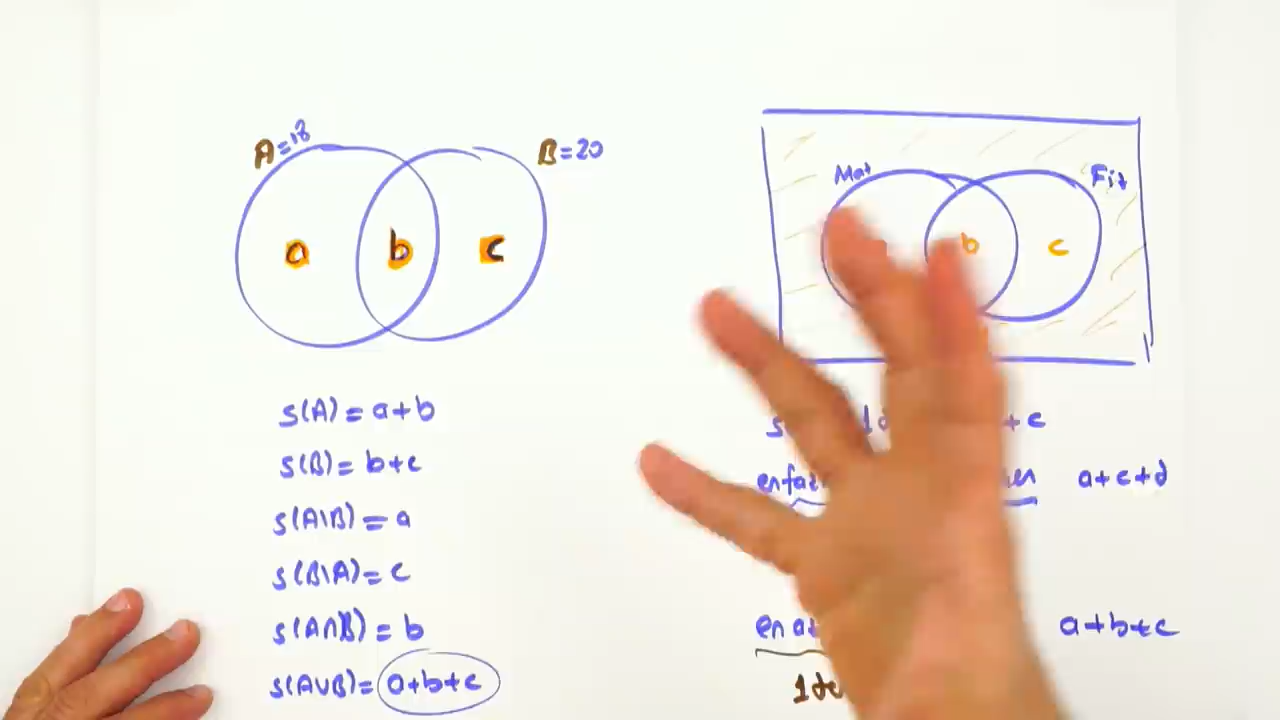 A=18
B=20
a b c
s(A) = a+b
s(B) = b+c
s(A\B) = a
s(B\A) = c
s(A∩B) = b
s(A∪B) = a+b+c
Mat
Fiz
b c
+c
a+c+d
a+b+c